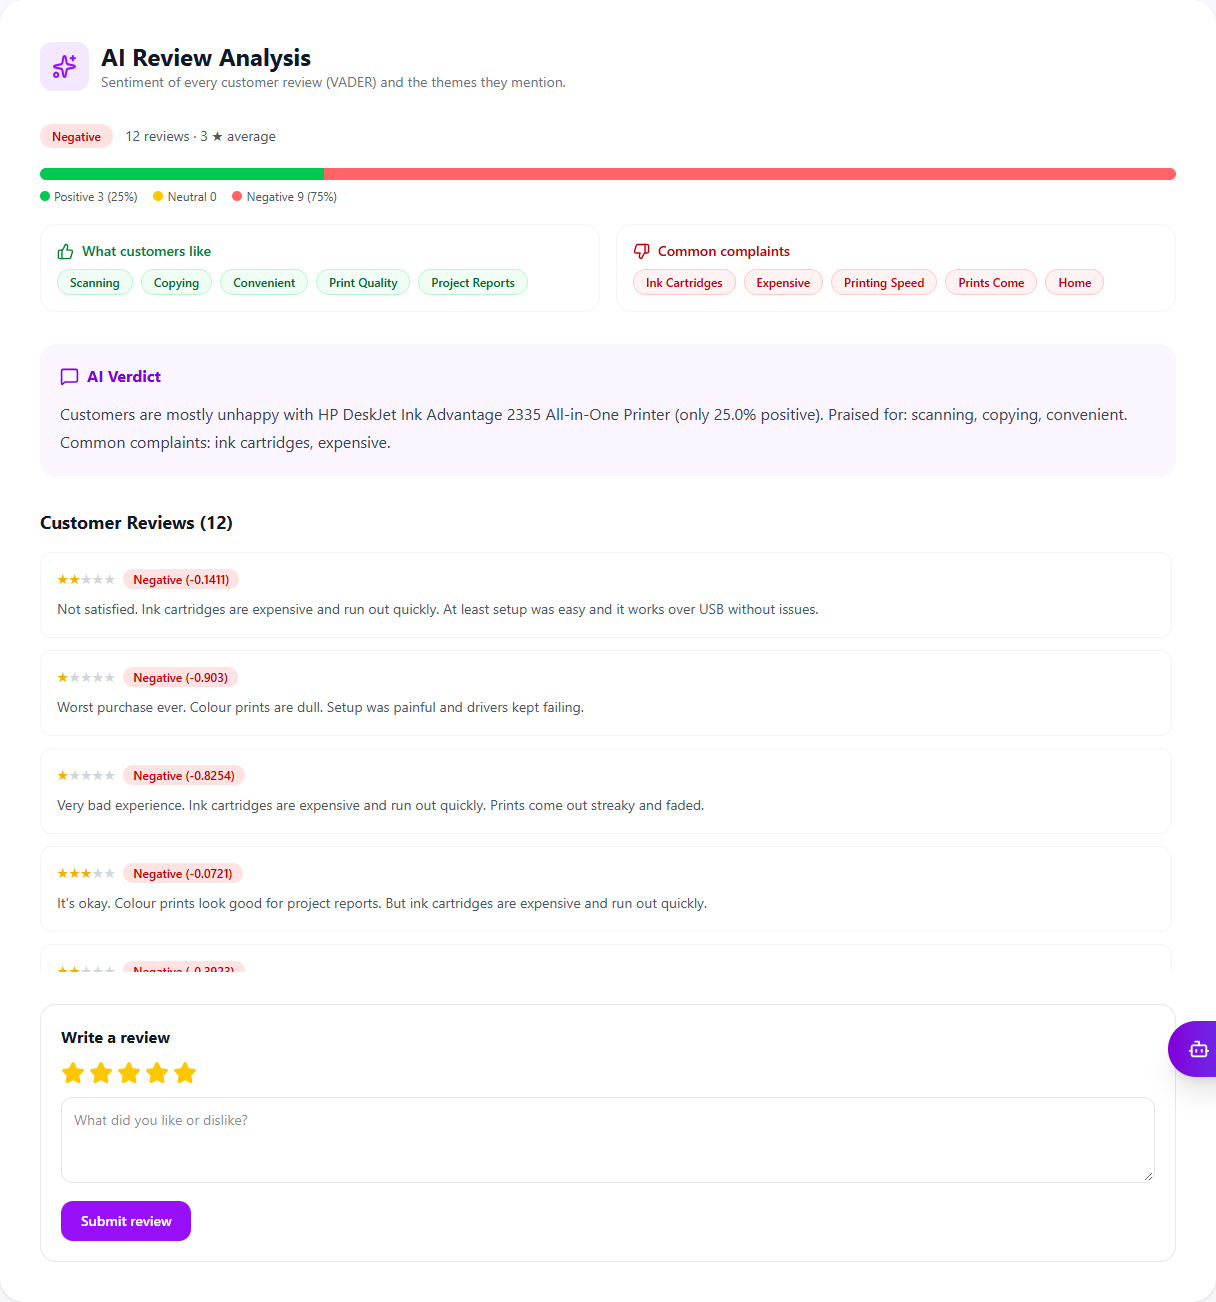 AI Review Analysis
Sentiment of every customer review (VADER) and the themes they mention.
Negative 12 reviews · 3 ★ average
Positive 3 (25%) Neutral 0 Negative 9 (75%)
What customers like
Scanning Copying Convenient Print Quality Project Reports
Common complaints
Ink Cartridges Expensive Printing Speed Prints Come Home
AI Verdict
Customers are mostly unhappy with HP DeskJet Ink Advantage 2335 All-in-One Printer (only 25.0% positive). Praised for: scanning, copying, convenient.
Common complaints: ink cartridges, expensive.
Customer Reviews (12)
★★★★★ Negative (-0.1411)
Not satisfied. Ink cartridges are expensive and run out quickly. At least setup was easy and it works over USB without issues.
★★★★★ Negative (-0.903)
Worst purchase ever. Colour prints are dull. Setup was painful and drivers kept failing.
★★★★★ Negative (-0.8254)
Very bad experience. Ink cartridges are expensive and run out quickly. Prints come out streaky and faded.
★★★★★ Negative (-0.0721)
It's okay. Colour prints look good for project reports. But ink cartridges are expensive and run out quickly.
★★★★★ Negative (-0.3923)
Write a review
What did you like or dislike?
Submit review